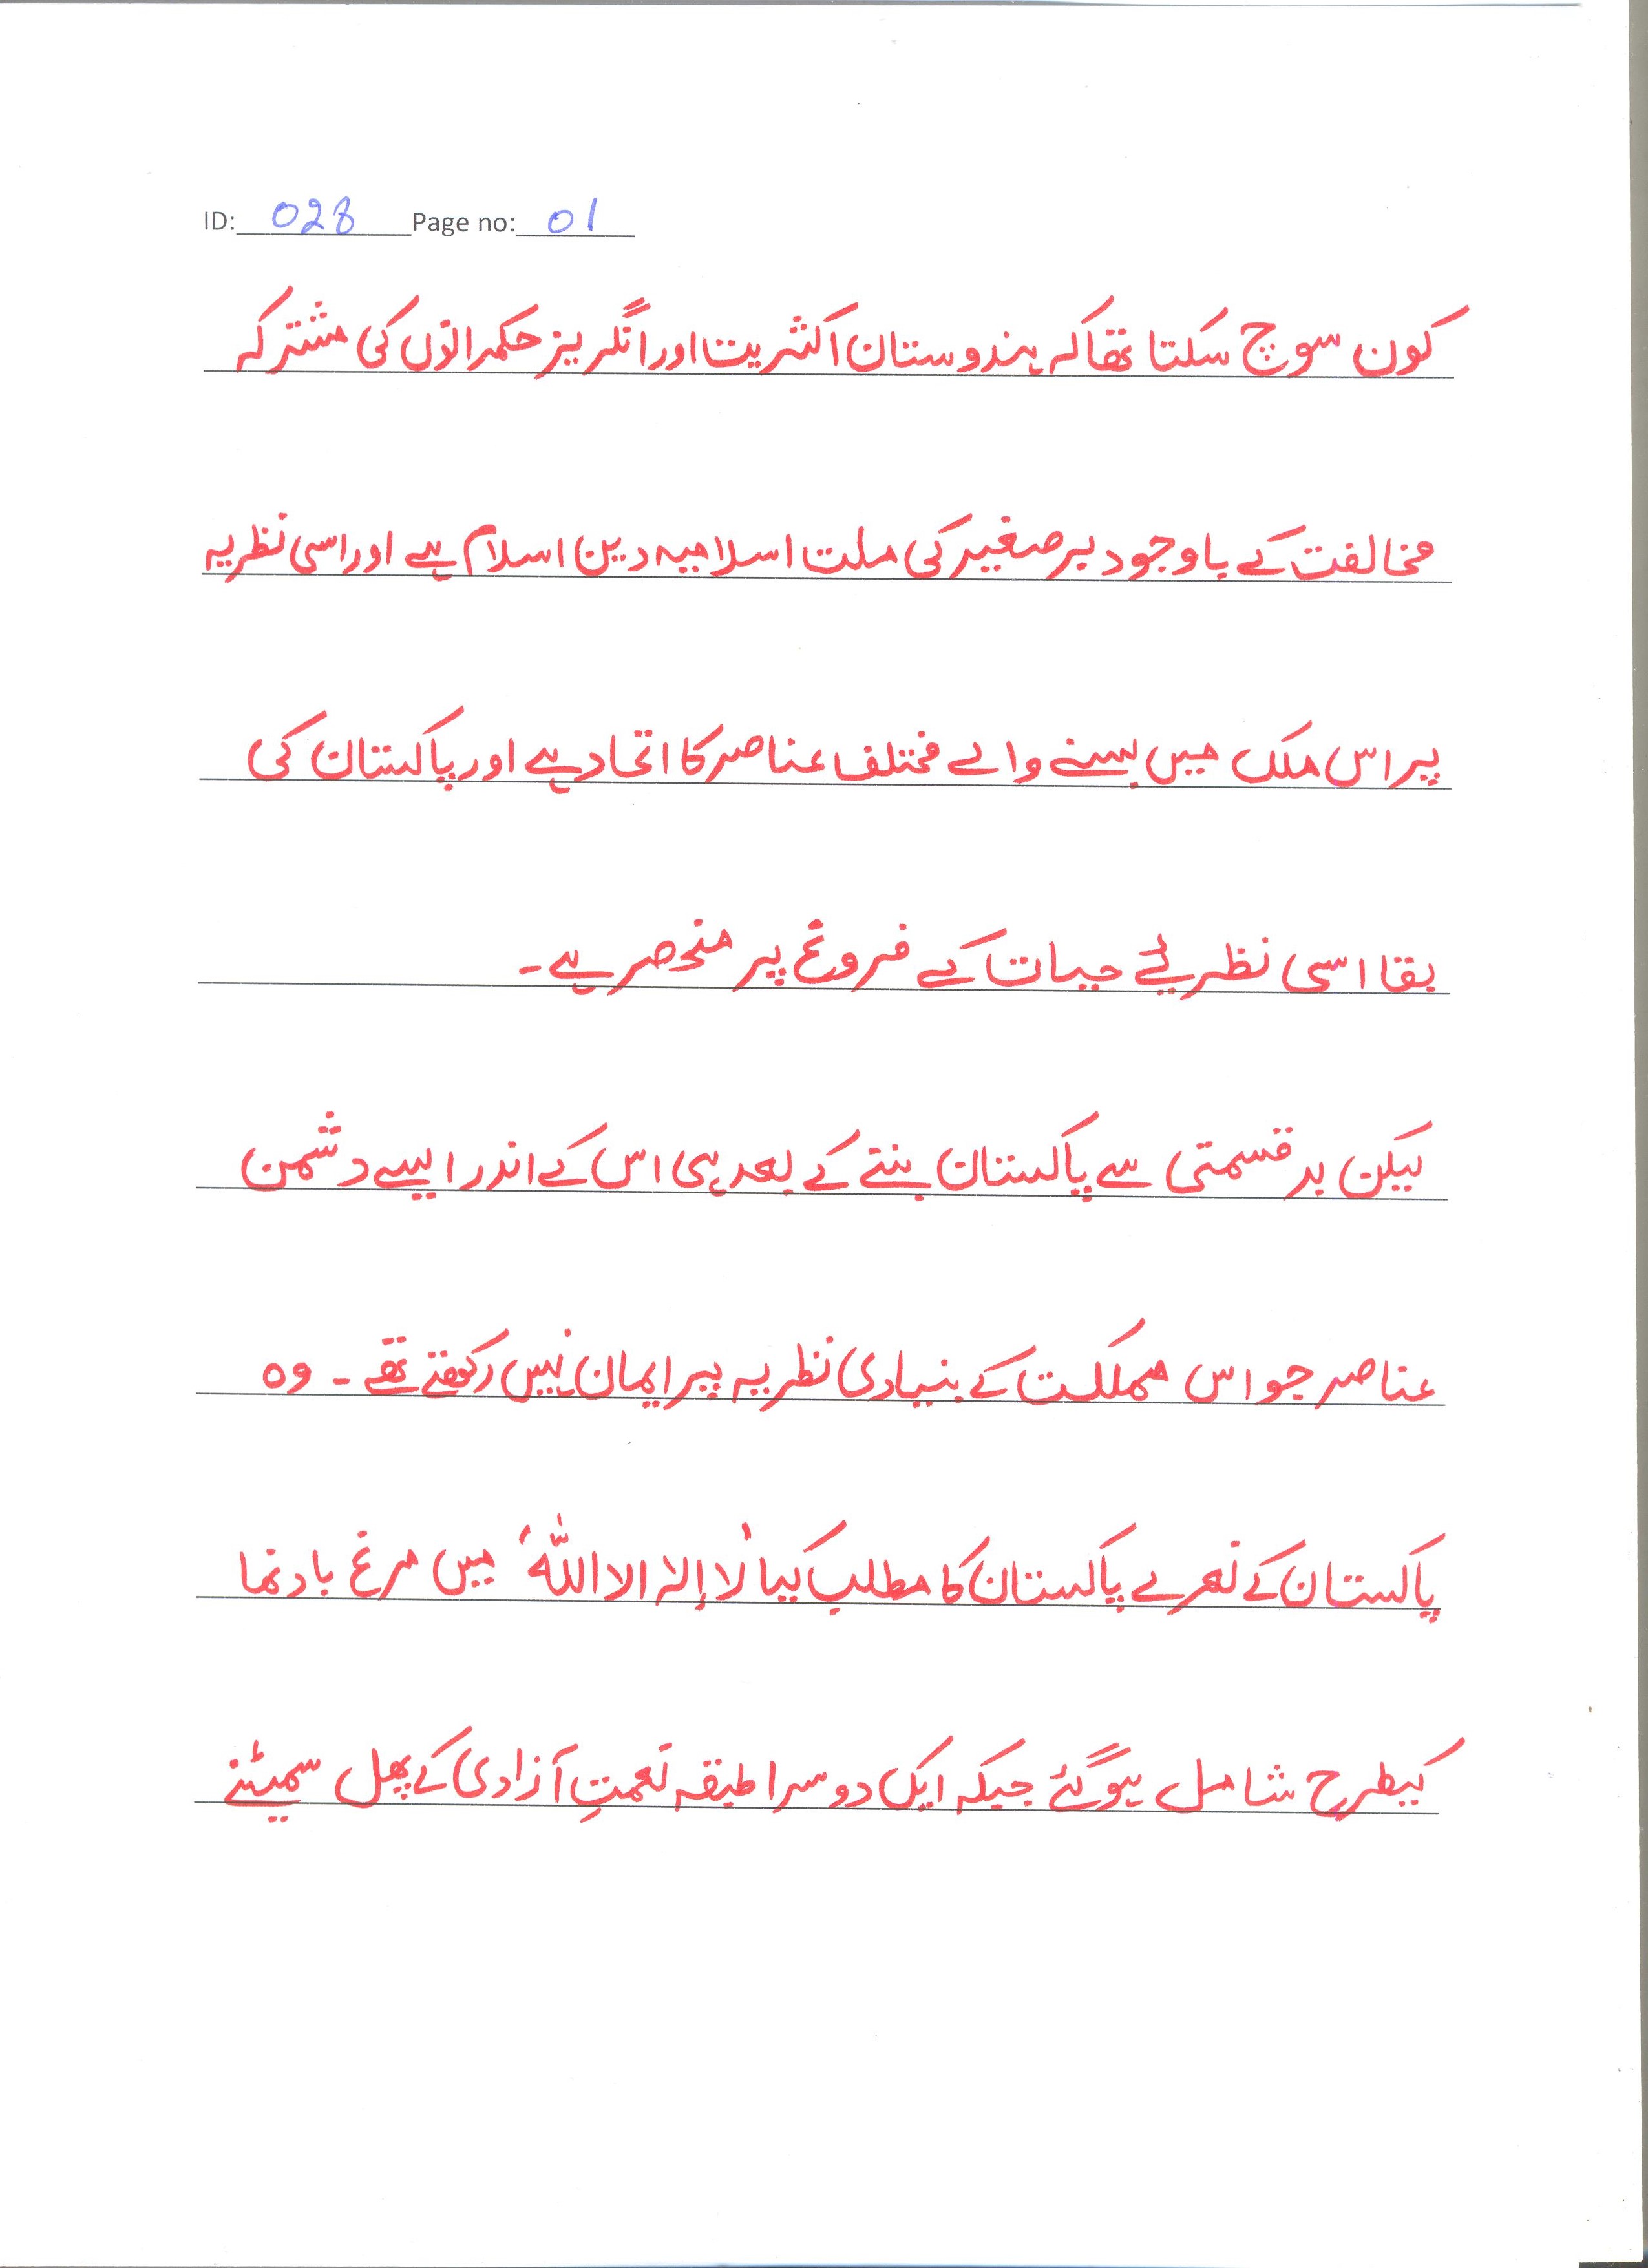 ID: 028 Page no: 01
کون سوچ سکتا تھا کہ ہندوستان اکثریت اور انگریز حکمرانوں کی مشترکہ
مخالفت کے باوجود برصغیر کی ملت اسلامیہ دین اسلام ہے اور اسی نظریہ
پر اس ملک میں بسنے والے مختلف عناصر کا اتحاد ہے اور پاکستان کی
بقا اسی نظریۓ حیات کے فروغ پر منحصر ہے۔
لیکن بدقسمتی سے پاکستان بنتے کے بعد ہی اس کے اندر ایسے دشمن
عناصر جو اس مملکت کے بنیادی نظریہ پر ایمان نہیں رکھتے تھے۔ وہ
پاکستان کے نعرے پاکستان کا مطلب کیا ’لا إلہ الا اللہ‘ میں مرغ بادنما
کیطرح شامل ہوگئے جبکہ ایک دوسرا طبقہ نعمتِ آزادی کے پھل سمیٹنے